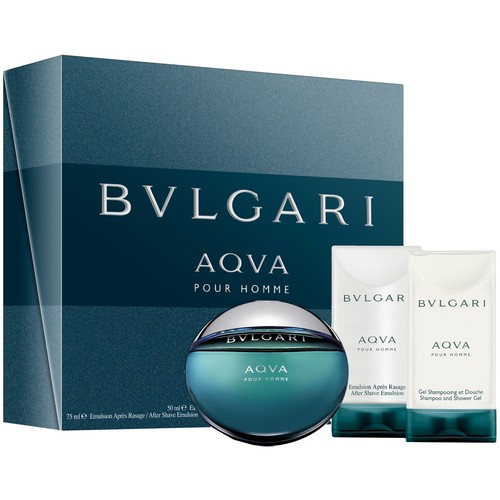 BVLGARI
AQVA
POUR HOMME
50 ml ℮
75 ml ℮ Emulsion Après Rasage / After Shave Emulsion
BVLGARI
AQVA
POUR HOMME
BVLGARI
AQVA
POUR HOMME
Emulsion Après Rasage
After Shave Emulsion
BVLGARI
AQVA
POUR HOMME
Gel Shampooing et Douche
Shampoo and Shower Gel